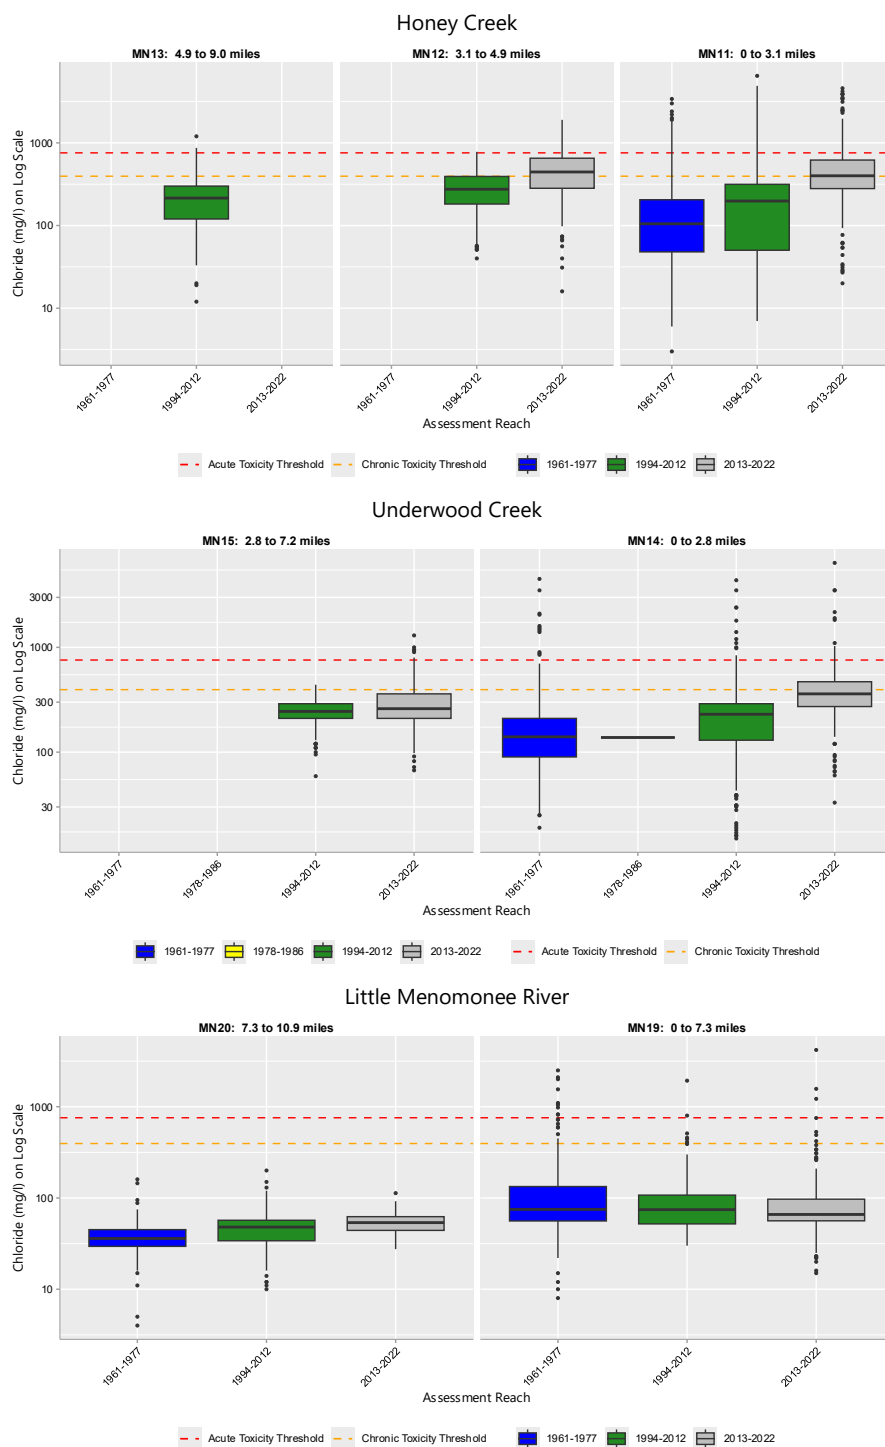 Honey Creek
MN13: 4.9 to 9.0 miles
MN12: 3.1 to 4.9 miles
MN11: 0 to 3.1 miles
Chloride (mg/l) on Log Scale
1000
100
10
1961-1977
1994-2012
2013-2022
1961-1977
1994-2012
2013-2022
1961-1977
1994-2012
2013-2022
Assessment Reach
Acute Toxicity Threshold
Chronic Toxicity Threshold
1961-1977
1994-2012
2013-2022
Underwood Creek
MN15: 2.8 to 7.2 miles
MN14: 0 to 2.8 miles
Chloride (mg/l) on Log Scale
3000
1000
300
100
30
1961-1977
1978-1986
1994-2012
2013-2022
1961-1977
1978-1986
1994-2012
2013-2022
Assessment Reach
1961-1977
1978-1986
1994-2012
2013-2022
Acute Toxicity Threshold
Chronic Toxicity Threshold
Little Menomonee River
MN20: 7.3 to 10.9 miles
MN19: 0 to 7.3 miles
Chloride (mg/l) on Log Scale
1000
100
10
1961-1977
1994-2012
2013-2022
1961-1977
1994-2012
2013-2022
Assessment Reach
Acute Toxicity Threshold
Chronic Toxicity Threshold
1961-1977
1994-2012
2013-2022